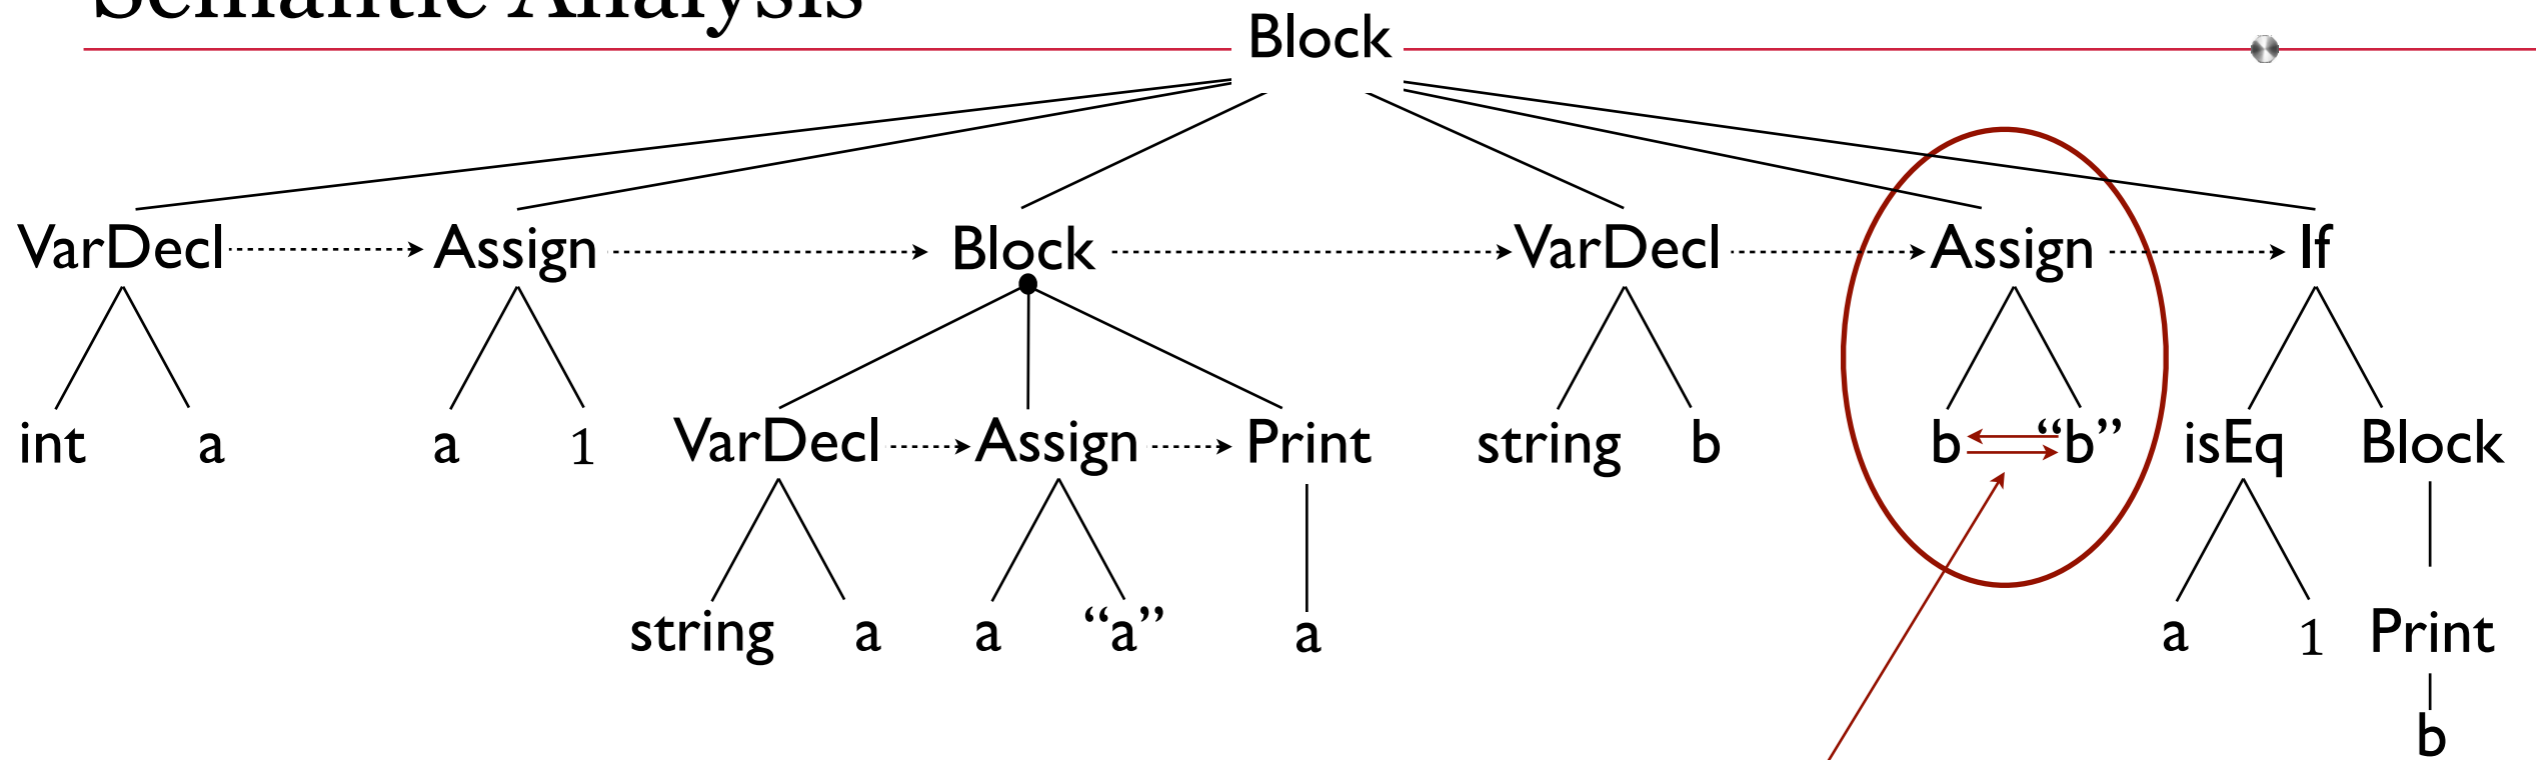 Semantic Analysis
Block
VarDecl Assign Block VarDecl Assign If
int a a 1 VarDecl Assign Print string b b “b” isEq Block
string a a “a” a a 1 Print
b